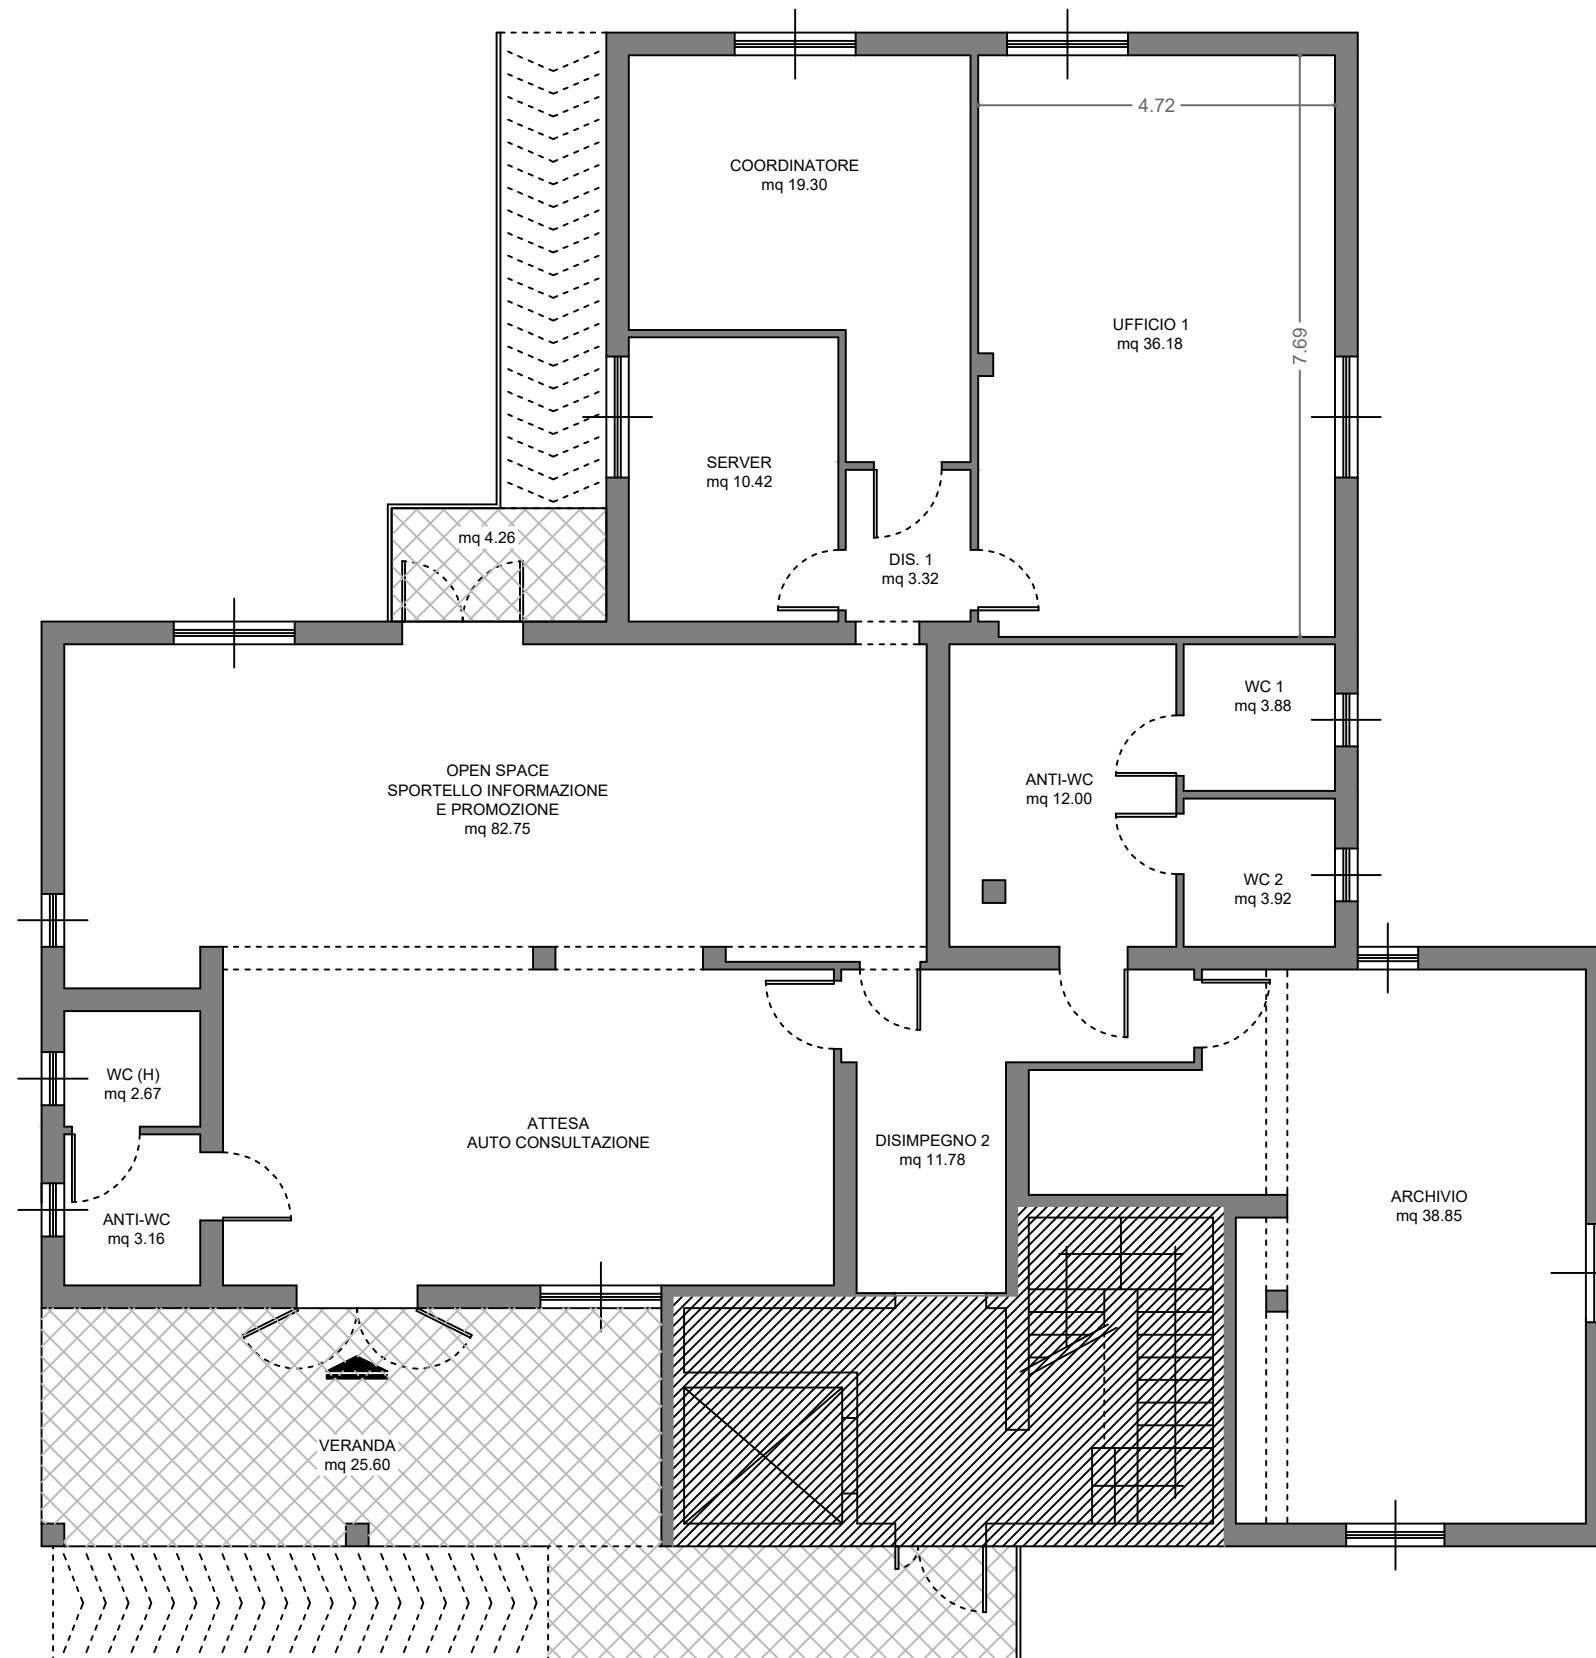 4.72
COORDINATORE
mq 19.30
UFFICIO 1
mq 36.18
7.69
SERVER
mq 10.42
mq 4.26
DIS. 1
mq 3.32
WC 1
mq 3.88
OPEN SPACE
SPORTELLO INFORMAZIONE
E PROMOZIONE
mq 82.75
ANTI-WC
mq 12.00
WC 2
mq 3.92
WC (H)
mq 2.67
ATTESA
AUTO CONSULTAZIONE
DISIMPEGNO 2
mq 11.78
ARCHIVIO
mq 38.85
ANTI-WC
mq 3.16
VERANDA
mq 25.60